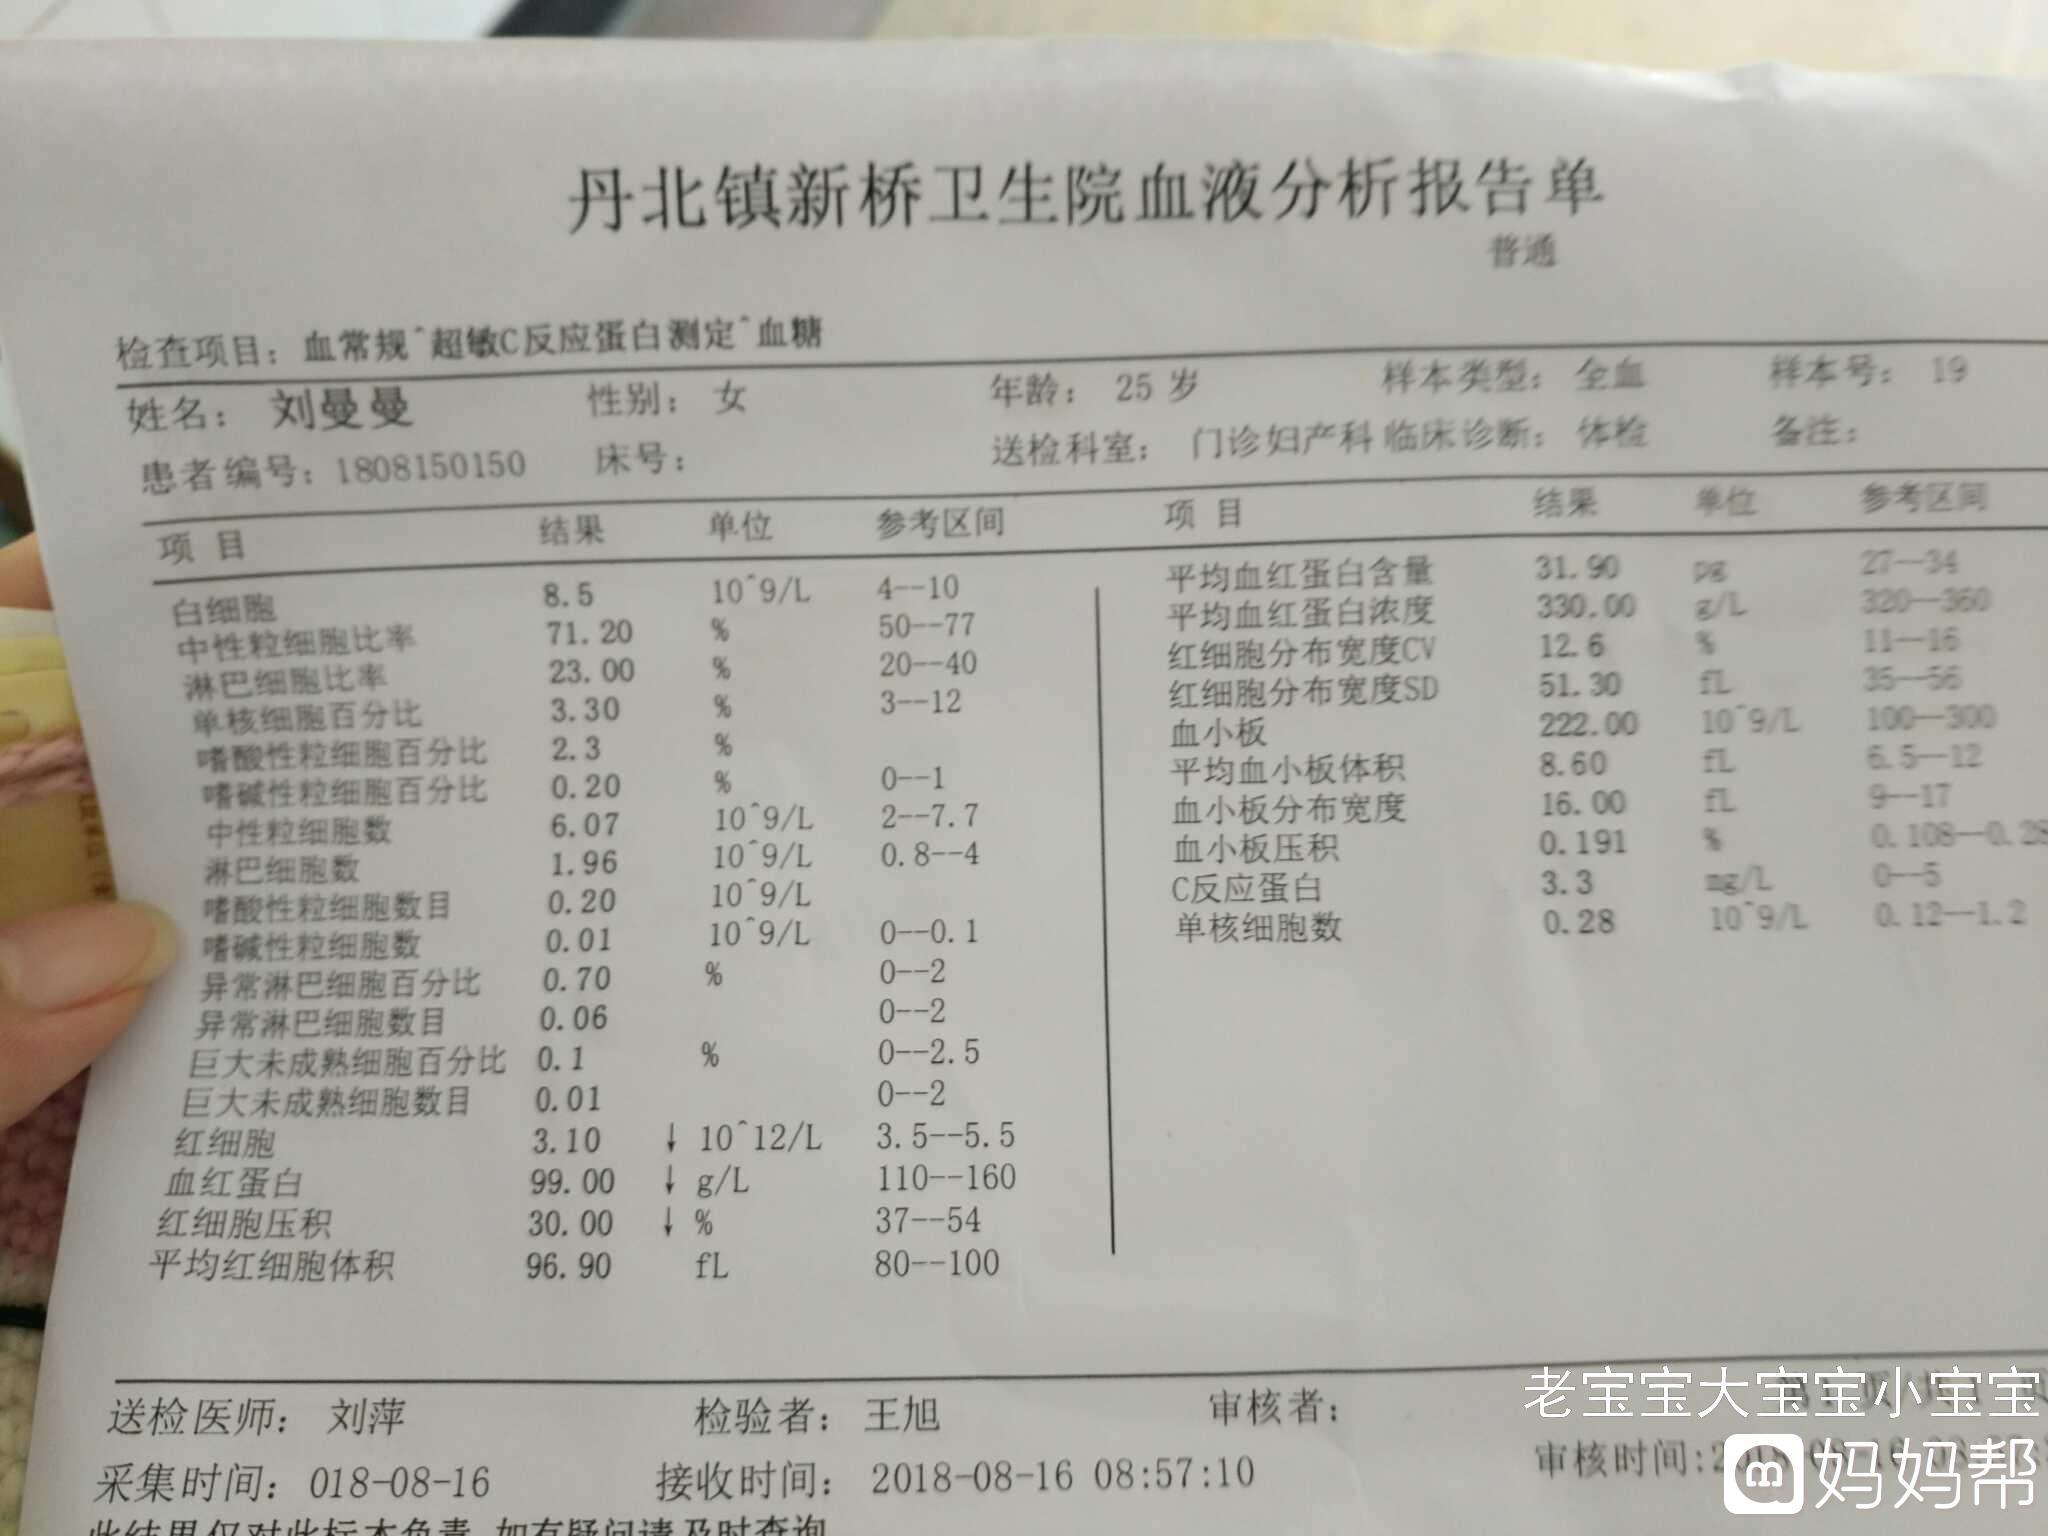 丹北镇新桥卫生院血液分析报告单
普通
检查项目: 血常规^超敏C反应蛋白测定^血糖
姓名: 刘曼曼 性别: 女 年龄: 25 岁 样本类型: 全血 样本号: 19
患者编号: 1808150150 床号: 送检科室: 门诊妇产科 临床诊断: 体检 备注:
项 目 结果 单位 参考区间 项 目 结果 单位 参考区间
白细胞 8.5 10^9/L 4--10
中性粒细胞比率 71.20 % 50--77
淋巴细胞比率 23.00 % 20--40
单核细胞百分比 3.30 % 3--12
嗜酸性粒细胞百分比 2.3 %
嗜碱性粒细胞百分比 0.20 % 0--1
中性粒细胞数 6.07 10^9/L 2--7.7
淋巴细胞数 1.96 10^9/L 0.8--4
嗜酸性粒细胞数目 0.20 10^9/L
嗜碱性粒细胞数 0.01 10^9/L 0--0.1
异常淋巴细胞百分比 0.70 % 0--2
异常淋巴细胞数目 0.06 0--2
巨大未成熟细胞百分比 0.1 % 0--2.5
巨大未成熟细胞数目 0.01 0--2
红细胞 3.10 ↓ 10^12/L 3.5--5.5
血红蛋白 99.00 ↓ g/L 110--160
红细胞压积 30.00 ↓ % 37--54
平均红细胞体积 96.90 fL 80--100
平均血红蛋白含量 31.90 pg 27--34
平均血红蛋白浓度 330.00 g/L 320--360
红细胞分布宽度CV 12.6 % 11--16
红细胞分布宽度SD 51.30 fL 35--56
血小板 222.00 10^9/L 100--300
平均血小板体积 8.60 fL 6.5--12
血小板分布宽度 16.00 fL 9--17
血小板压积 0.191 % 0.108--0.28
C反应蛋白 3.3 mg/L 0--5
单核细胞数 0.28 10^9/L 0.12--1.2
送检医师: 刘萍 检验者: 王旭 审核者:
采集时间: 018-08-16 接收时间: 2018-08-16 08:57:10 审核时间:
此结果仅对此标本负责,如有疑问请及时查询
老宝宝大宝宝小宝宝
妈妈帮